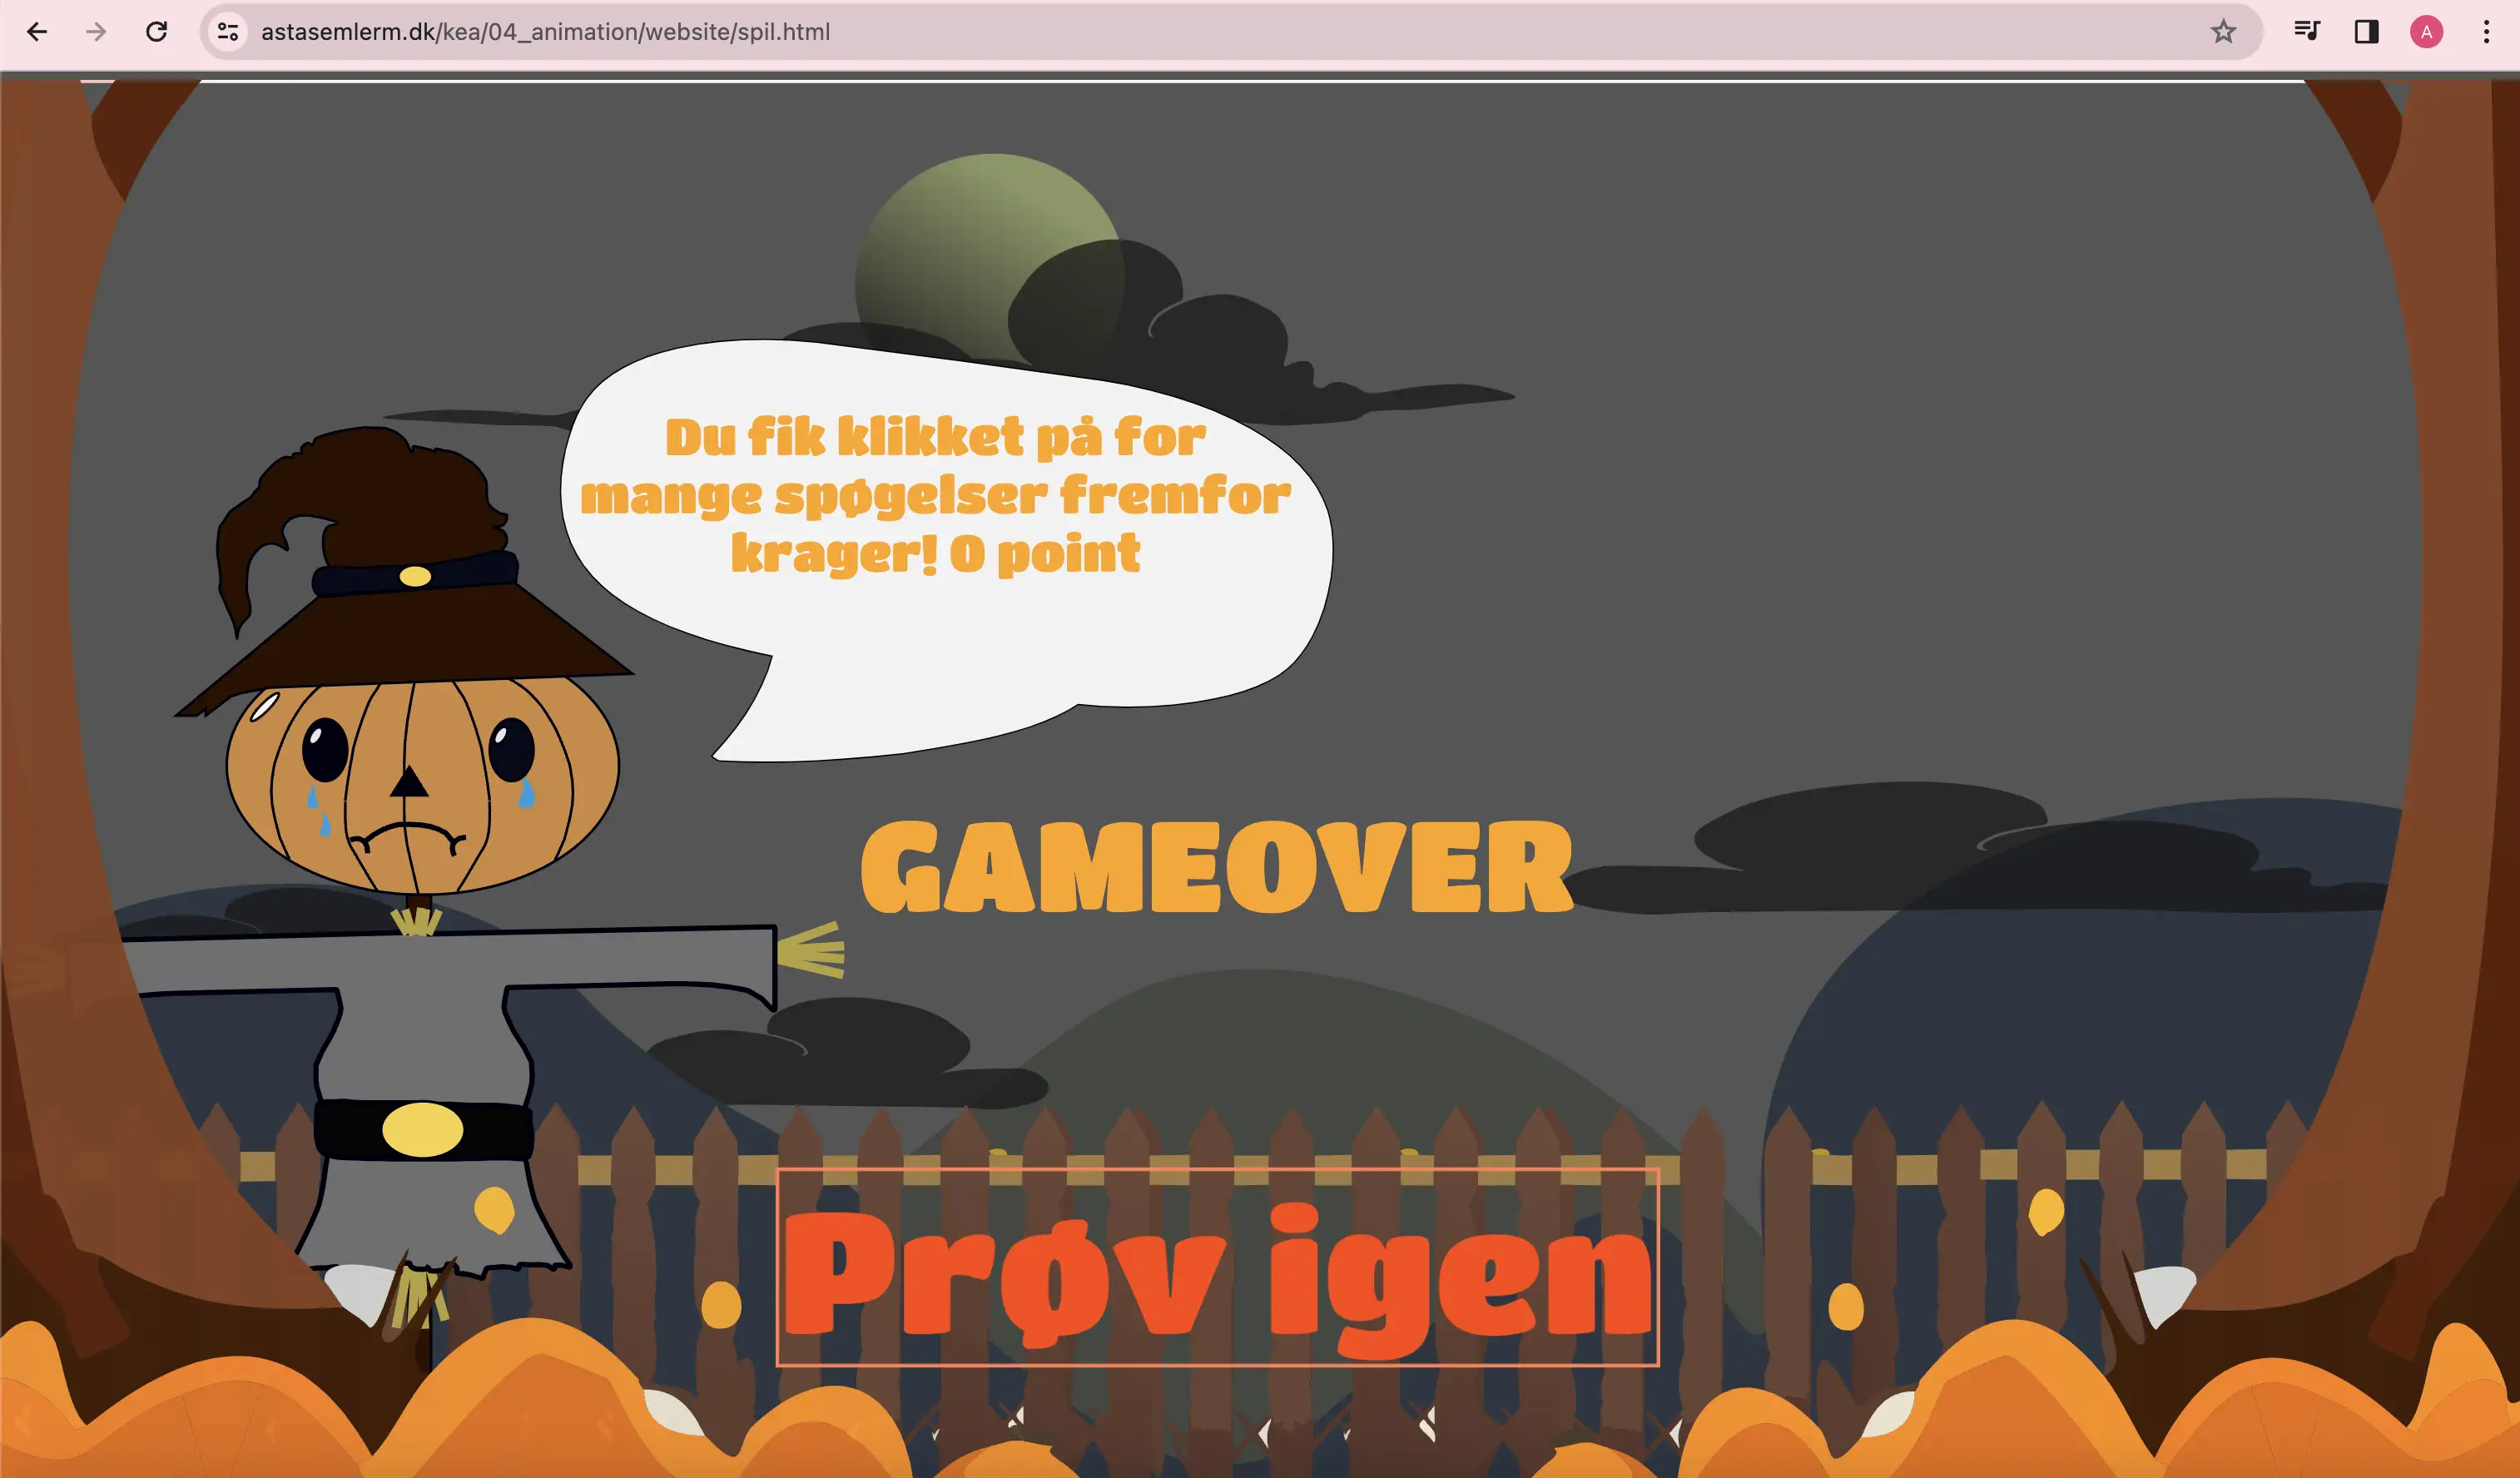 astasemlerm.dk/kea/04_animation/website/spil.html
A
Du fik klikket på for
mange spøgelser fremfor
krager! 0 point
GAMEOVER
Prøv igen